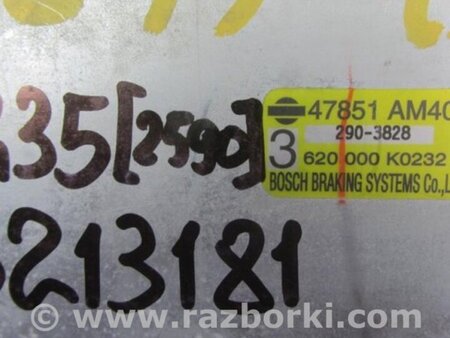 47851 AM40
290-3828
3 620 000 K0232
BOSCH BRAKING SYSTEMS Co.,L
35[2590]
213181
www.razborki.com